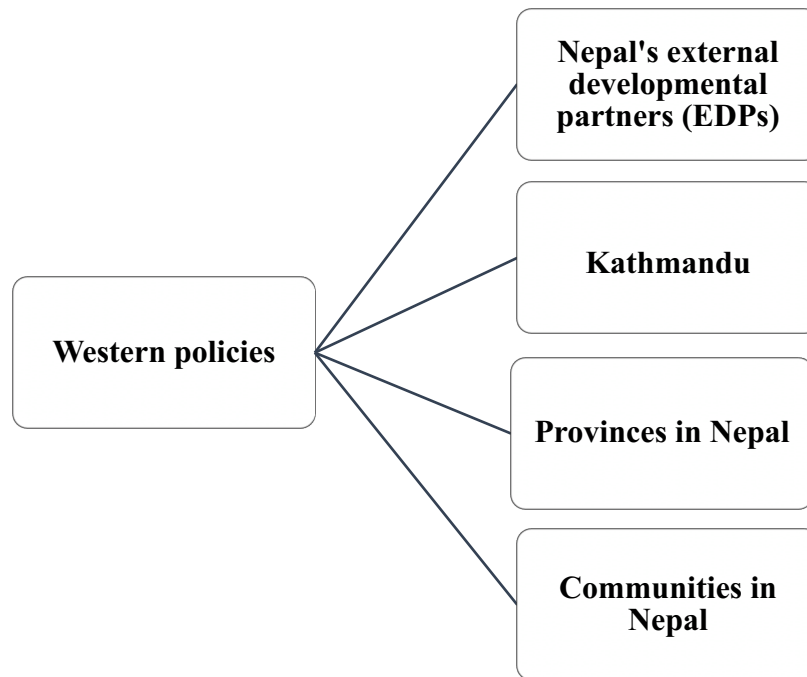 Nepal's external
developmental
partners (EDPs)
Kathmandu
Western policies
Provinces in Nepal
Communities in
Nepal